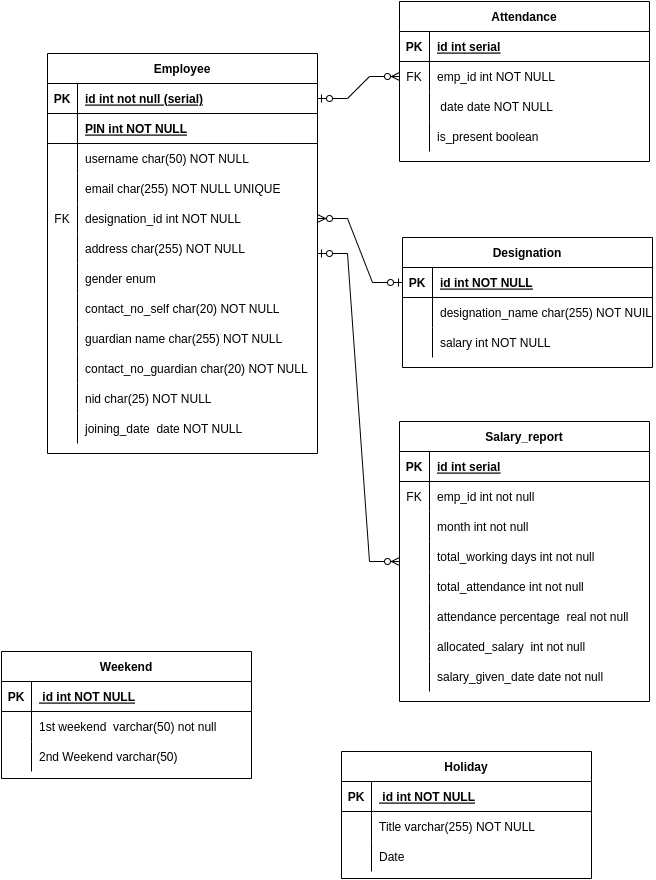 Attendance
PK id int serial
FK emp_id int NOT NULL
date date NOT NULL
is_present boolean
Employee
PK id int not null (serial)
PIN int NOT NULL
username char(50) NOT NULL
email char(255) NOT NULL UNIQUE
FK designation_id int NOT NULL
address char(255) NOT NULL
gender enum
contact_no_self char(20) NOT NULL
guardian name char(255) NOT NULL
contact_no_guardian char(20) NOT NULL
nid char(25) NOT NULL
joining_date date NOT NULL
Designation
PK id int NOT NULL
designation_name char(255) NOT NUlL
salary int NOT NULL
Salary_report
PK id int serial
FK emp_id int not null
month int not null
total_working days int not null
total_attendance int not null
attendance percentage real not null
allocated_salary int not null
salary_given_date date not null
Weekend
PK id int NOT NULL
1st weekend varchar(50) not null
2nd Weekend varchar(50)
Holiday
PK id int NOT NULL
Title varchar(255) NOT NULL
Date